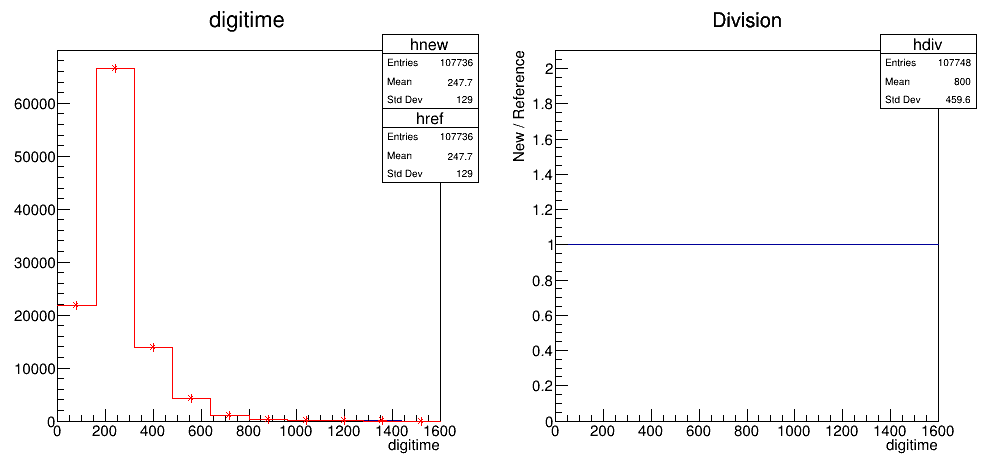 digitime
hnew
Entries 107736
Mean 247.7
Std Dev 129
href
Entries 107736
Mean 247.7
Std Dev 129
60000
50000
40000
30000
20000
10000
0
0 200 400 600 800 1000 1200 1400 1600
digitime
Division
hdiv
Entries 107748
Mean 800
Std Dev 459.6
New / Reference
2
1.8
1.6
1.4
1.2
1
0.8
0.6
0.4
0.2
0
0 200 400 600 800 1000 1200 1400 1600
digitime